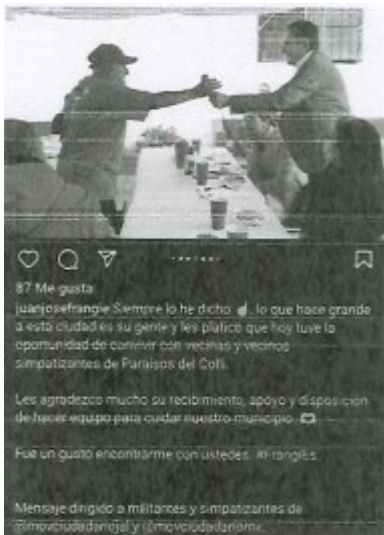 87 Me gusta
juanjosefrangie Siempre lo he dicho ☝, lo que hace grande
a esta ciudad es su gente y les platico que hoy tuve la
oportunidad de convivir con vecinas y vecinos
simpatizantes de Paraísos del Colli.
Les agradezco mucho su recibimiento, apoyo y disposición
de hacer equipo para cuidar nuestro municipio.
Fue un gusto encontrarme con ustedes. #FrangiEs
Mensaje dirigido a militantes y simpatizantes de
@movciudadanojal y @movciudadanomx.